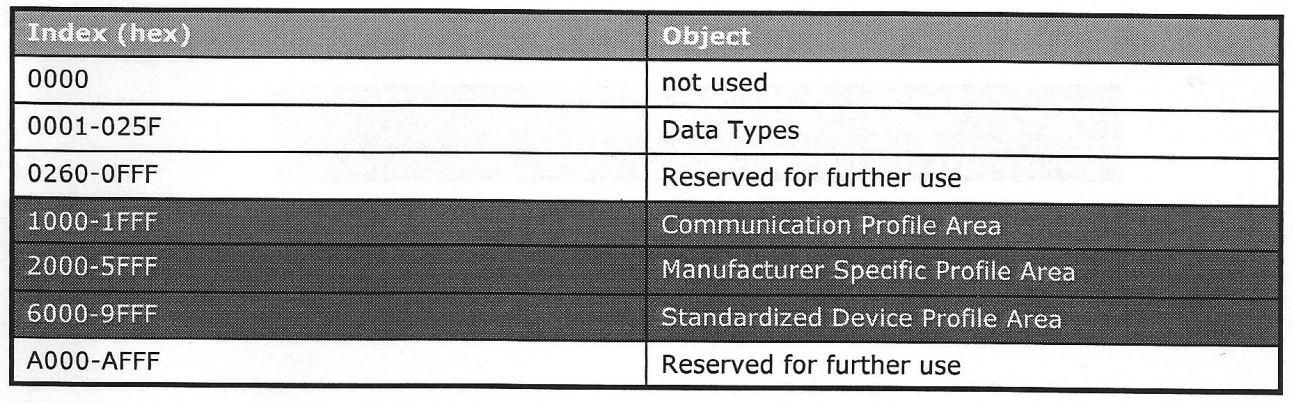 Index (hex) Object
0000 not used
0001-025F Data Types
0260-0FFF Reserved for further use
1000-1FFF Communication Profile Area
2000-5FFF Manufacturer Specific Profile Area
6000-9FFF Standardized Device Profile Area
A000-AFFF Reserved for further use